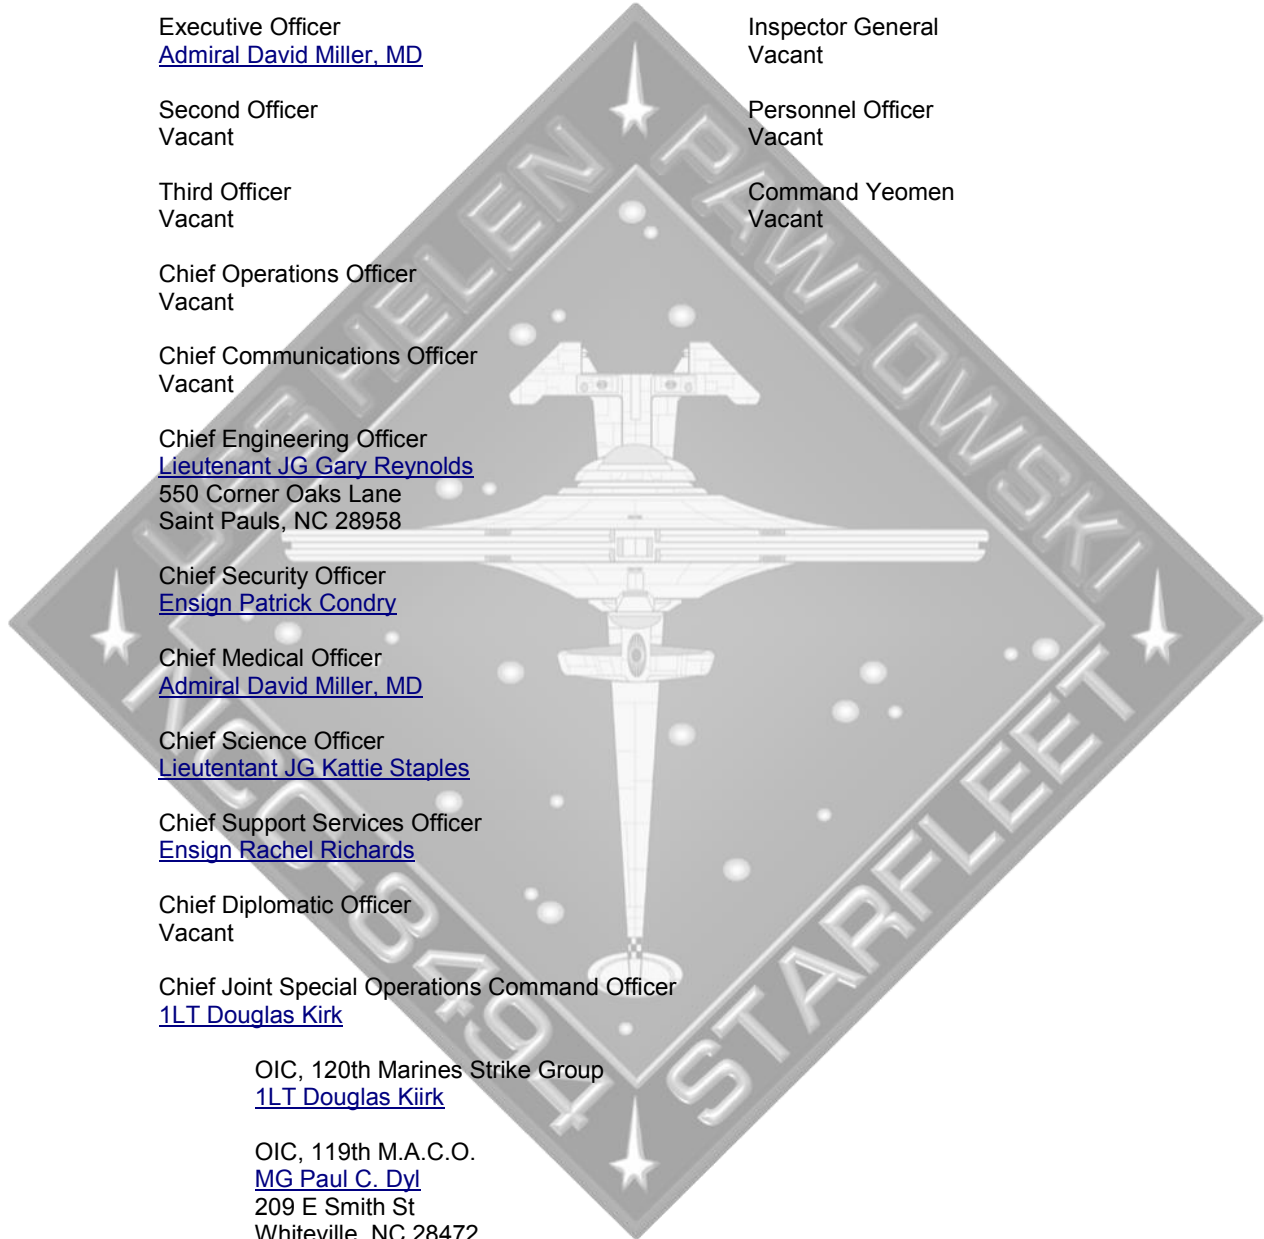 Executive Officer
Admiral David Miller, MD
Second Officer
Vacant
Third Officer
Vacant
Chief Operations Officer
Vacant
Chief Communications Officer
Vacant
Chief Engineering Officer
Lieutenant JG Gary Reynolds
550 Corner Oaks Lane
Saint Pauls, NC 28958
Chief Security Officer
Ensign Patrick Condry
Chief Medical Officer
Admiral David Miller, MD
Chief Science Officer
Lieutentant JG Kattie Staples
Chief Support Services Officer
Ensign Rachel Richards
Chief Diplomatic Officer
Vacant
Chief Joint Special Operations Command Officer
1LT Douglas Kirk
OIC, 120th Marines Strike Group
1LT Douglas Kiirk
OIC, 119th M.A.C.O.
MG Paul C. Dyl
209 E Smith St
Whiteville, NC 28472
Inspector General
Vacant
Personnel Officer
Vacant
Command Yeomen
Vacant
USS HELEN
PAWLOWSKI
NCC-8494
STARFLEET